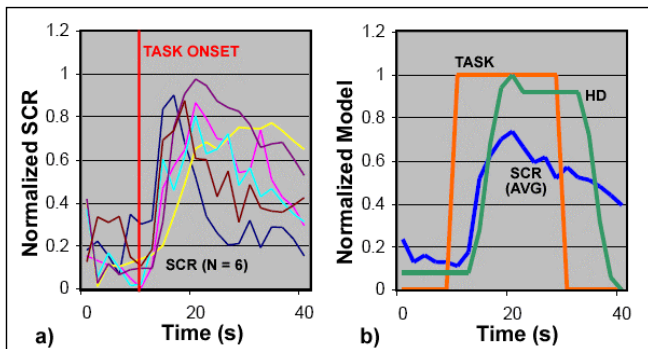 1.2
1
0.8
0.6
0.4
0.2
0
Normalized SCR
TASK ONSET
SCR (N = 6)
0 20 40
a)
Time (s)
1.2
1
0.8
0.6
0.4
0.2
0
Normalized Model
TASK
HD
SCR
(AVG)
0 20 40
b)
Time (s)